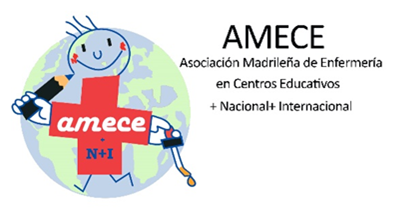 AMECE
Asociación Madrileña de Enfermería
en Centros Educativos
+ Nacional+ Internacional
amece
+
N+I